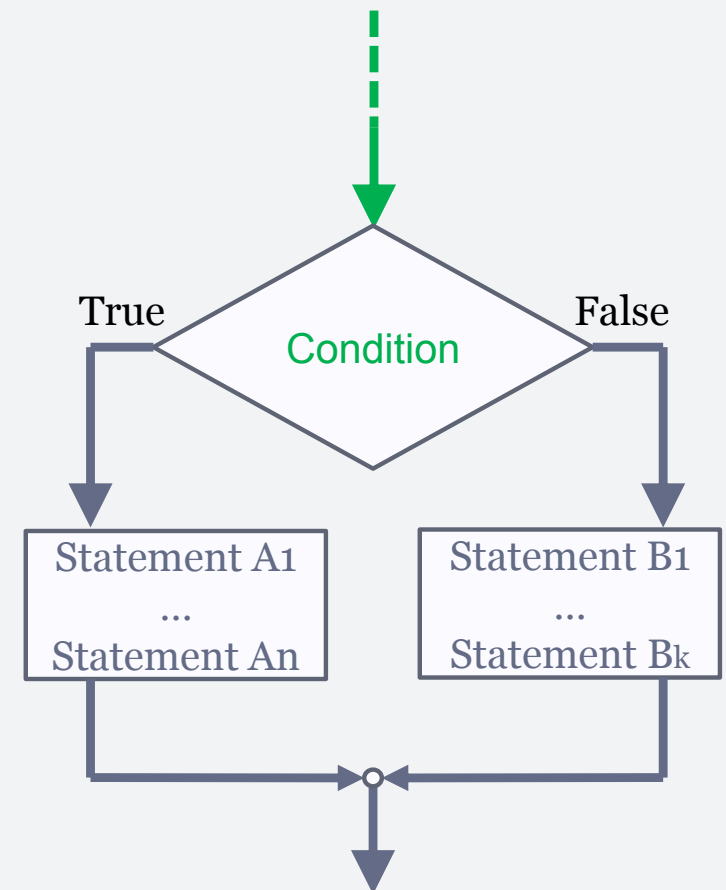 True
False
Condition
Statement A1
...
Statement An
Statement B1
...
Statement Bk